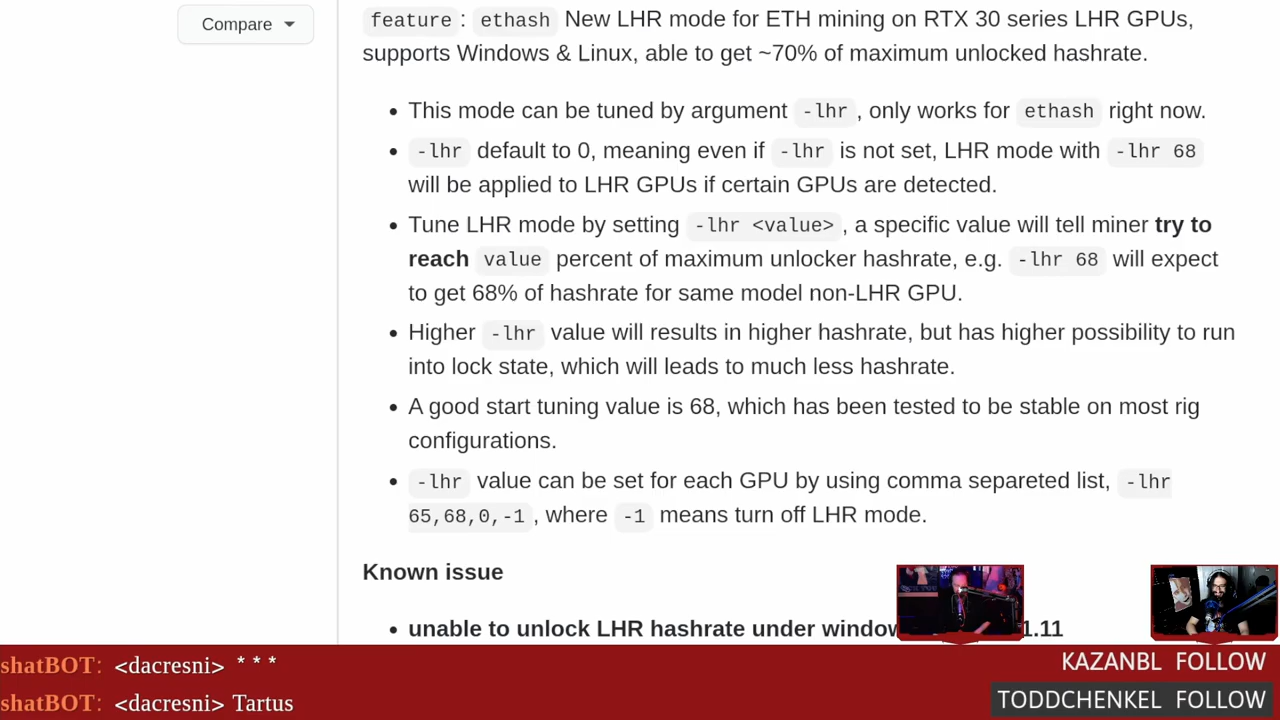 Compare
feature: ethash New LHR mode for ETH mining on RTX 30 series LHR GPUs,
supports Windows & Linux, able to get ~70% of maximum unlocked hashrate.
• This mode can be tuned by argument -lhr, only works for ethash right now.
• -lhr default to 0, meaning even if -lhr is not set, LHR mode with -lhr 68
will be applied to LHR GPUs if certain GPUs are detected.
• Tune LHR mode by setting -lhr <value>, a specific value will tell miner try to
reach value percent of maximum unlocker hashrate, e.g. -lhr 68 will expect
to get 68% of hashrate for same model non-LHR GPU.
• Higher -lhr value will results in higher hashrate, but has higher possibility to run
into lock state, which will leads to much less hashrate.
• A good start tuning value is 68, which has been tested to be stable on most rig
configurations.
• -lhr value can be set for each GPU by using comma separeted list, -lhr
65,68,0,-1, where -1 means turn off LHR mode.
Known issue
• unable to unlock LHR hashrate under 1.11
shatBOT: <dacresni> * * *
KAZANBL FOLLOW
shatBOT: <dacresni> Tartus
TODDCHENKEL FOLLOW